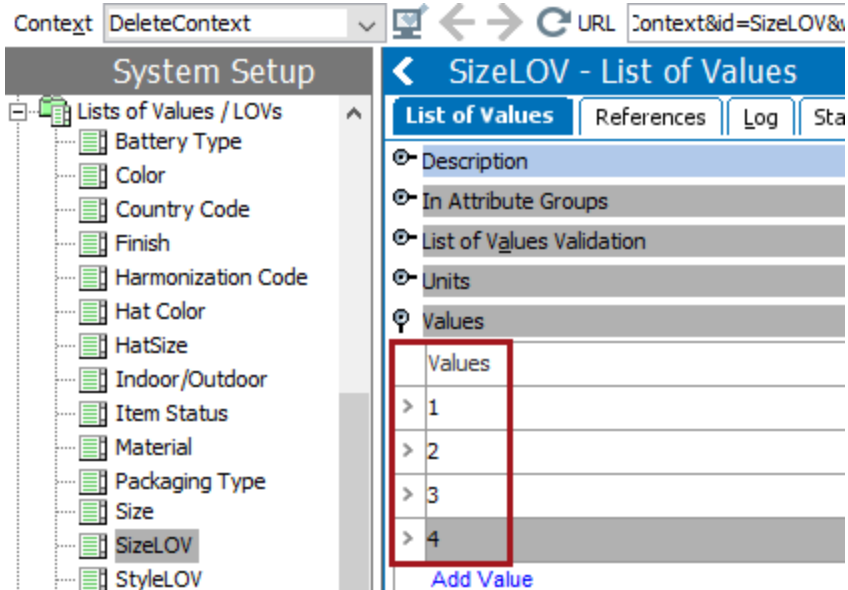 Context DeleteContext URL Context&id=SizeLOV&
System Setup
Lists of Values / LOVs
Battery Type
Color
Country Code
Finish
Harmonization Code
Hat Color
HatSize
Indoor/Outdoor
Item Status
Material
Packaging Type
Size
SizeLOV
StyleLOV
SizeLOV - List of Values
List of Values References Log Sta
Description
In Attribute Groups
List of Values Validation
Units
Values
Values
1
2
3
4
Add Value